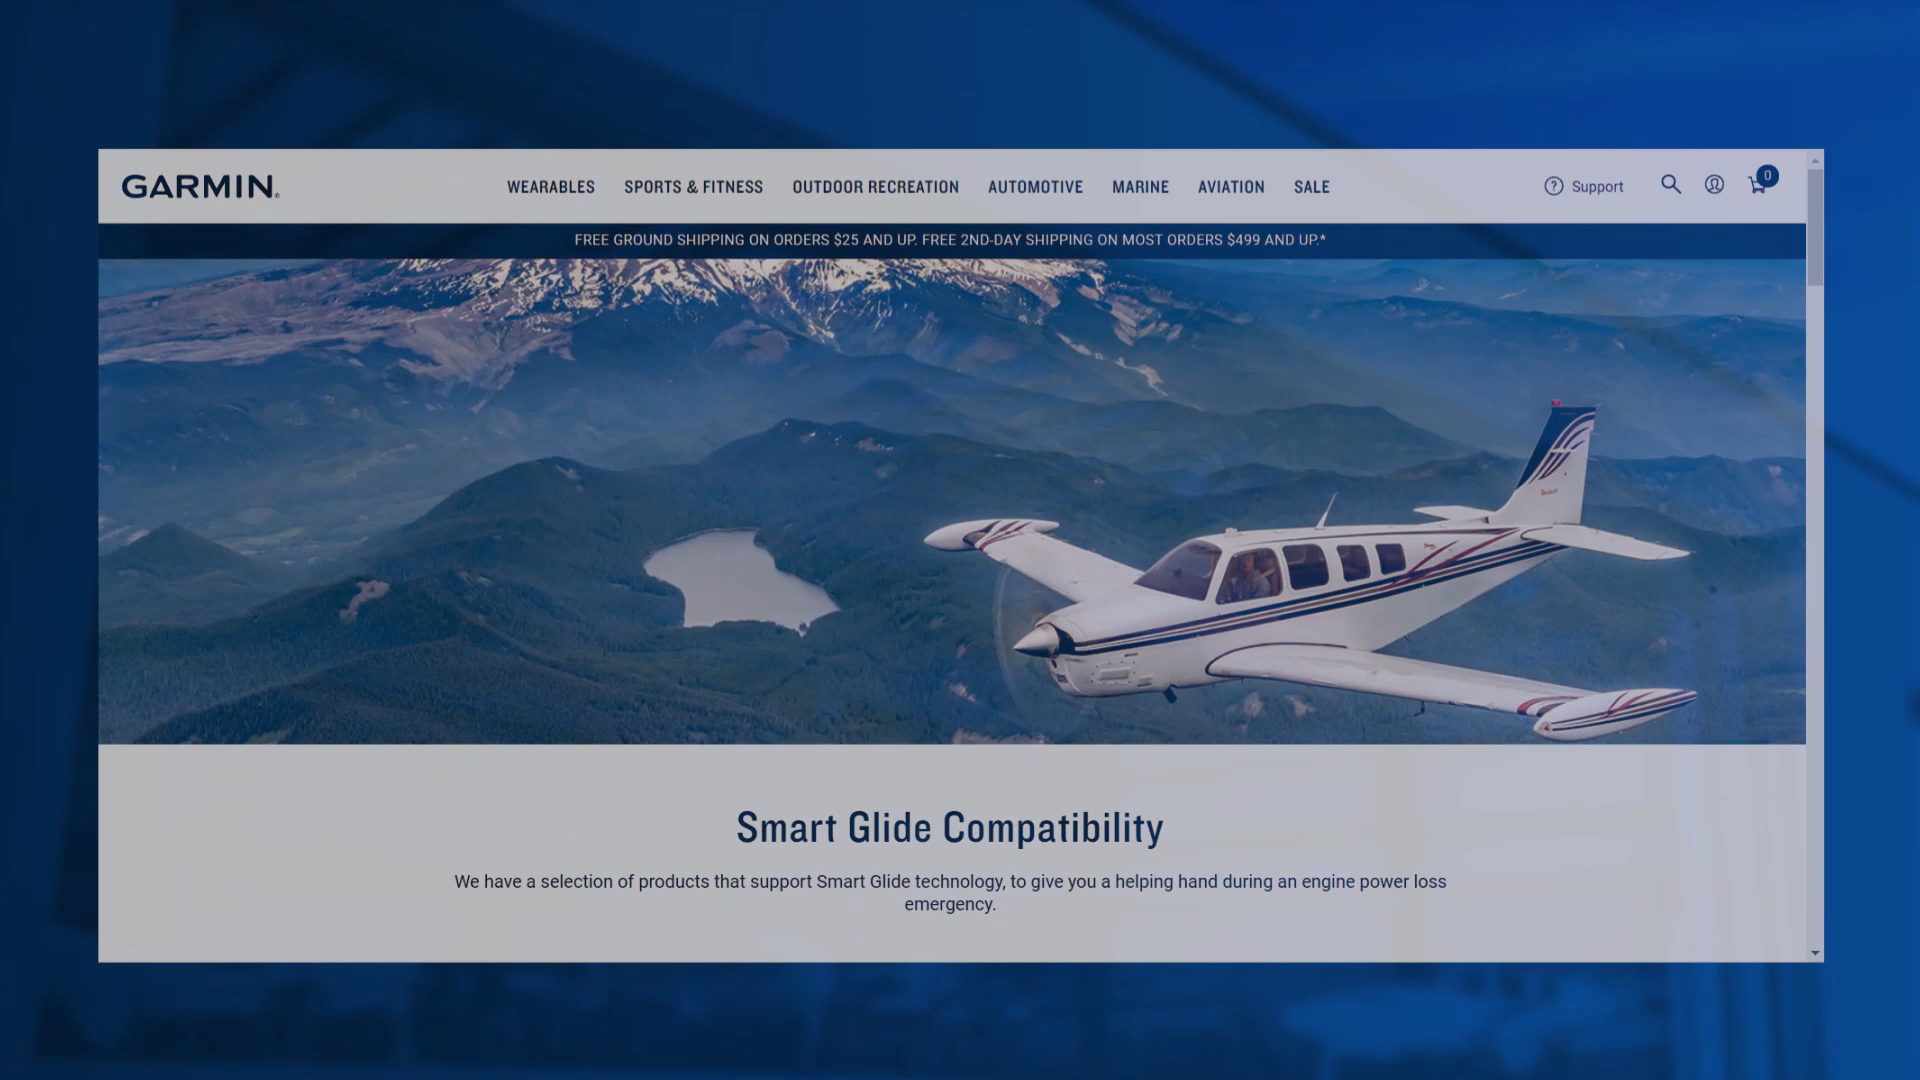 GARMIN
WEARABLES SPORTS & FITNESS OUTDOOR RECREATION AUTOMOTIVE MARINE AVIATION SALE
? Support
0
FREE GROUND SHIPPING ON ORDERS $25 AND UP. FREE 2ND-DAY SHIPPING ON MOST ORDERS $499 AND UP.*
Smart Glide Compatibility
We have a selection of products that support Smart Glide technology, to give you a helping hand during an engine power loss
emergency.